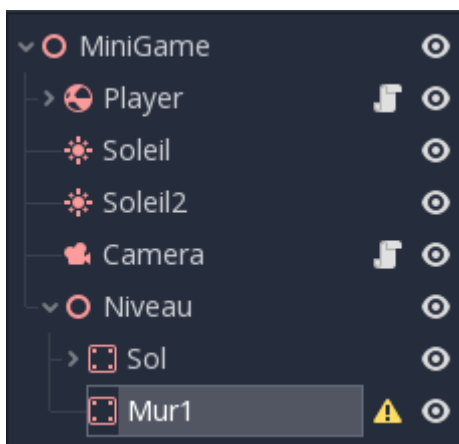 MiniGame
Player
Soleil
Soleil2
Camera
Niveau
Sol
Mur1